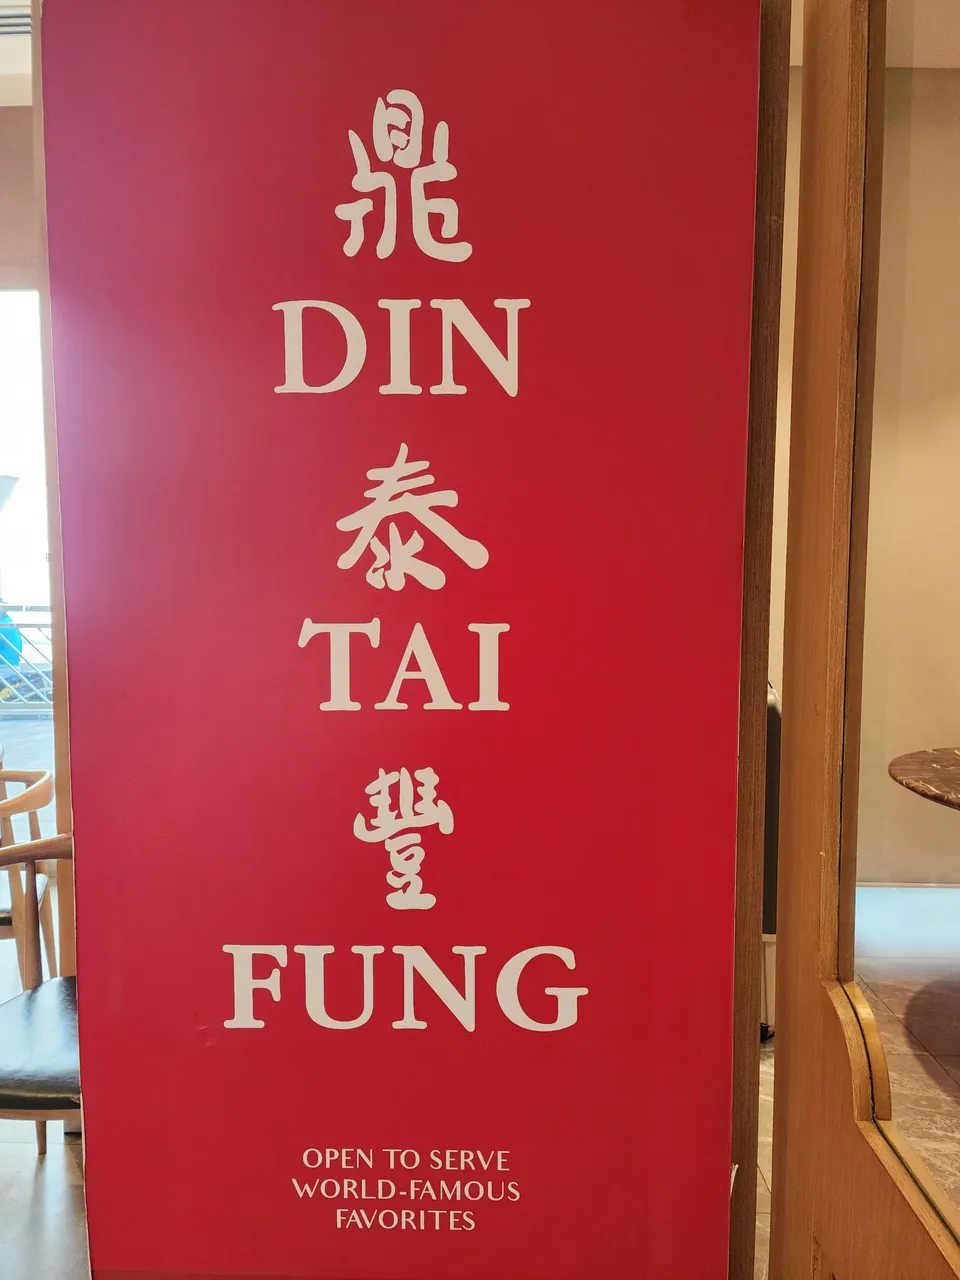 鼎
DIN
泰
TAI
豐
FUNG
OPEN TO SERVE
WORLD-FAMOUS
FAVORITES